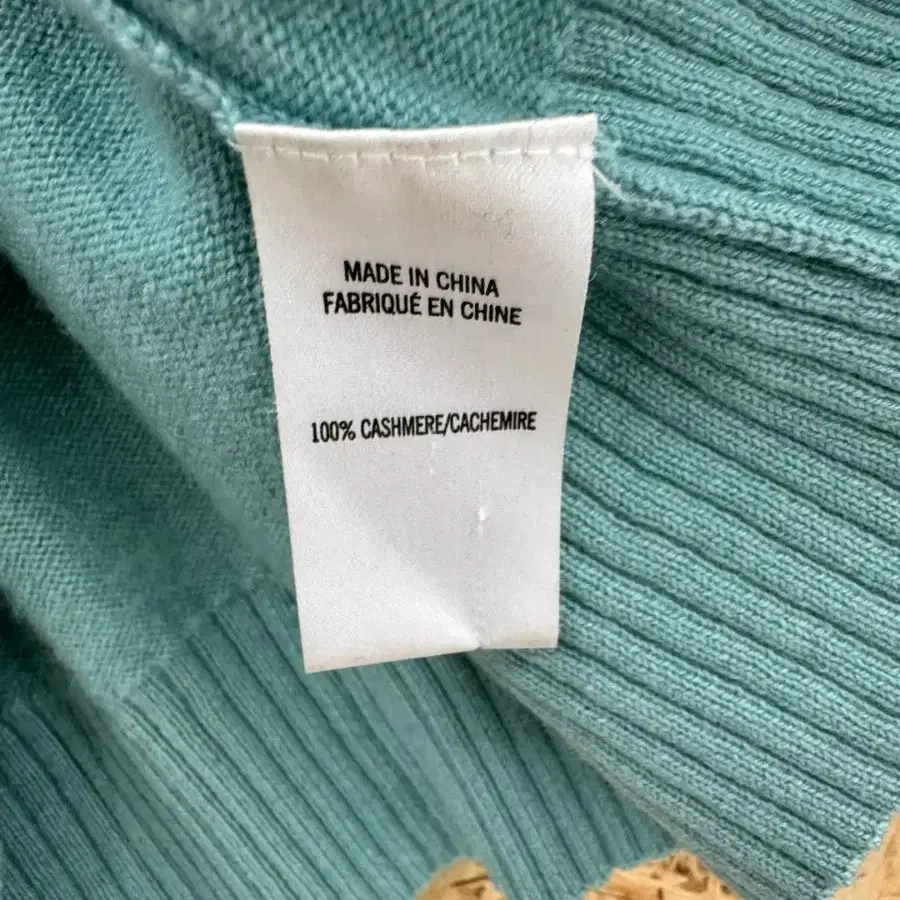 MADE IN CHINA
FABRIQUÉ EN CHINE
100% CASHMERE/CACHEMIRE